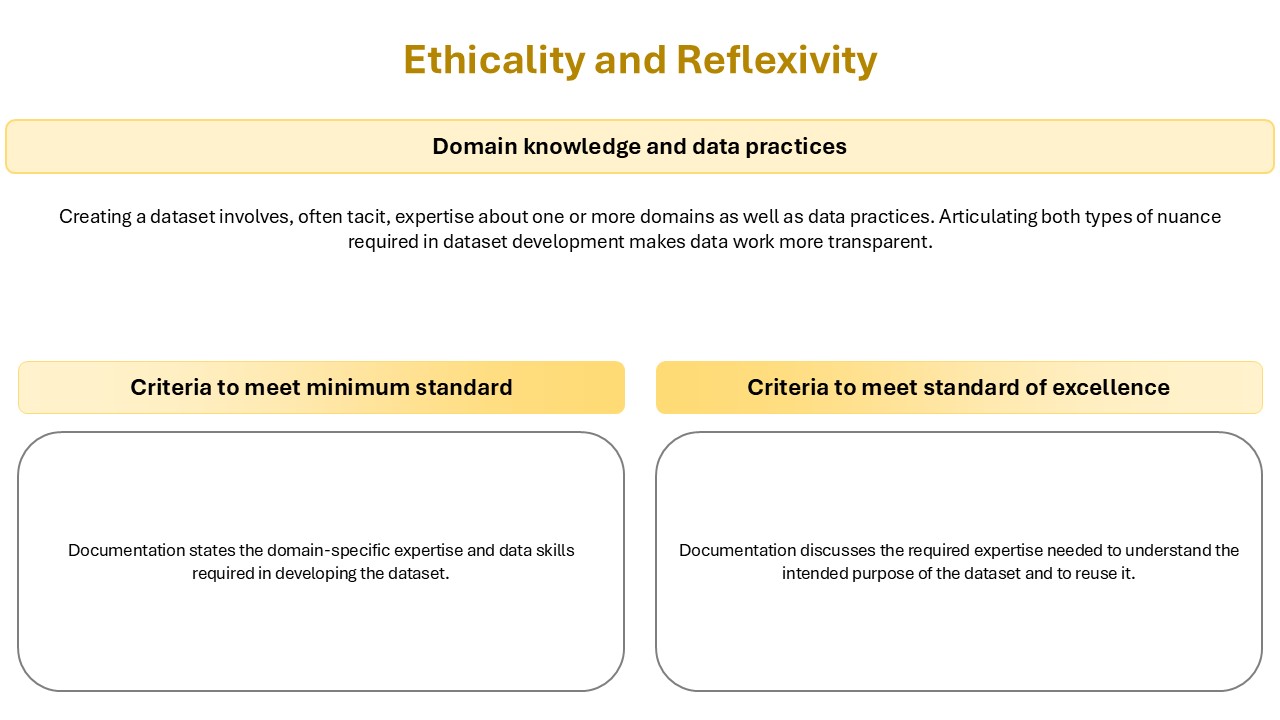 Ethicality and Reflexivity
Domain knowledge and data practices
Creating a dataset involves, often tacit, expertise about one or more domains as well as data practices. Articulating both types of nuance
required in dataset development makes data work more transparent.
Criteria to meet minimum standard
Criteria to meet standard of excellence
Documentation states the domain-specific expertise and data skills
required in developing the dataset.
Documentation discusses the required expertise needed to understand the
intended purpose of the dataset and to reuse it.